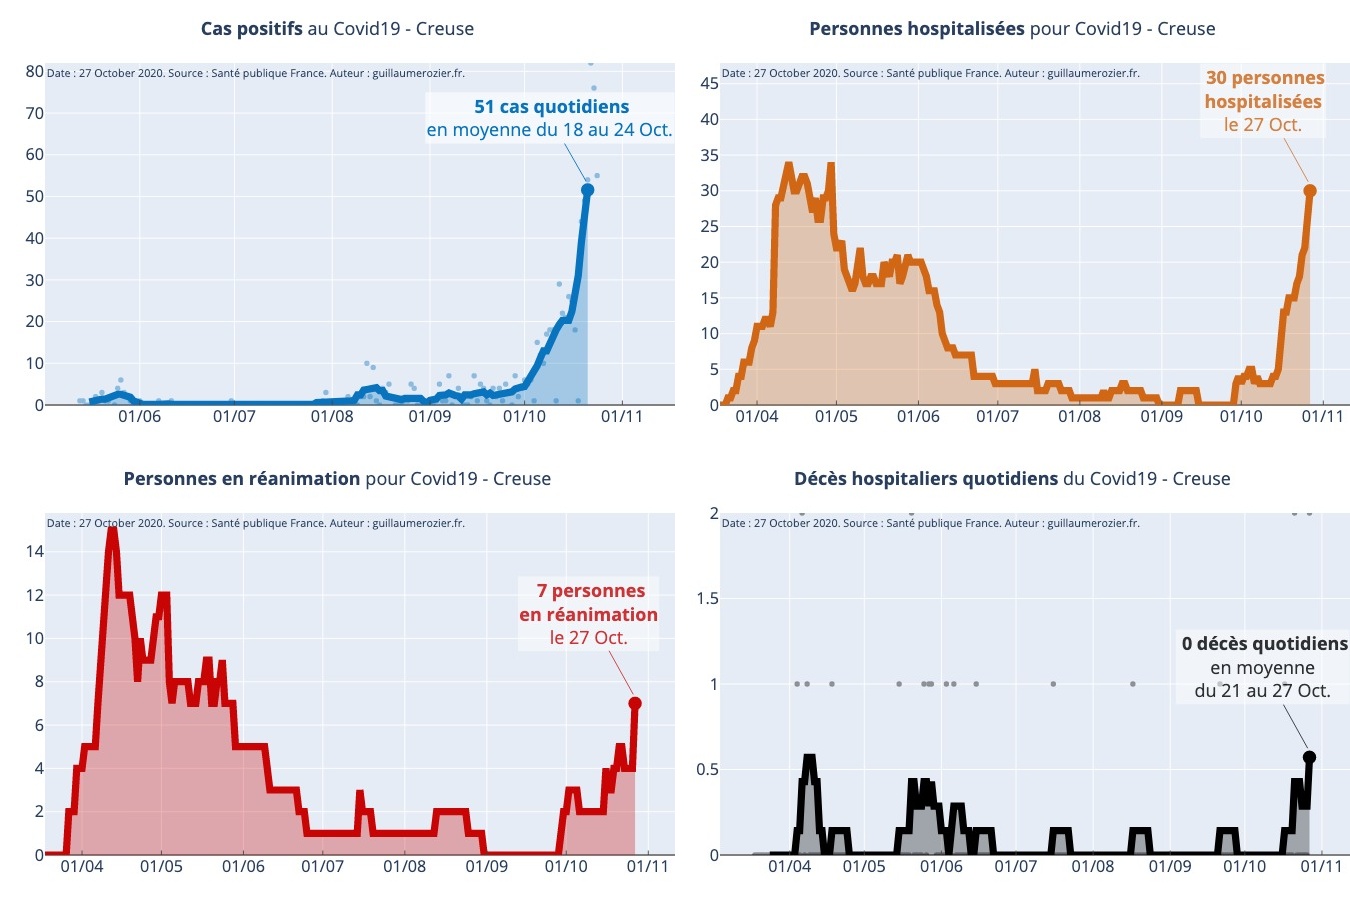 Cas positifs au Covid19 - Creuse
80
Date : 27 October 2020. Source : Santé publique France. Auteur : guillaumerozier.fr.
51 cas quotidiens
en moyenne du 18 au 24 Oct.
70
60
50
40
30
20
10
0
01/06 01/07 01/08 01/09 01/10 01/11
Personnes hospitalisées pour Covid19 - Creuse
Date : 27 October 2020. Source : Santé publique France. Auteur : guillaumerozier.fr.
30 personnes
hospitalisées
le 27 Oct.
45
40
35
30
25
20
15
10
5
0
01/04 01/05 01/06 01/07 01/08 01/09 01/10 01/11
Personnes en réanimation pour Covid19 - Creuse
Date : 27 October 2020. Source : Santé publique France. Auteur : guillaumerozier.fr.
7 personnes
en réanimation
le 27 Oct.
14
12
10
8
6
4
2
0
01/04 01/05 01/06 01/07 01/08 01/09 01/10 01/11
Décès hospitaliers quotidiens du Covid19 - Creuse
2
Date : 27 October 2020. Source : Santé publique France. Auteur : guillaumerozier.fr.
0 décès quotidiens
en moyenne
du 21 au 27 Oct.
1.5
1
0.5
0
01/04 01/05 01/06 01/07 01/08 01/09 01/10 01/11